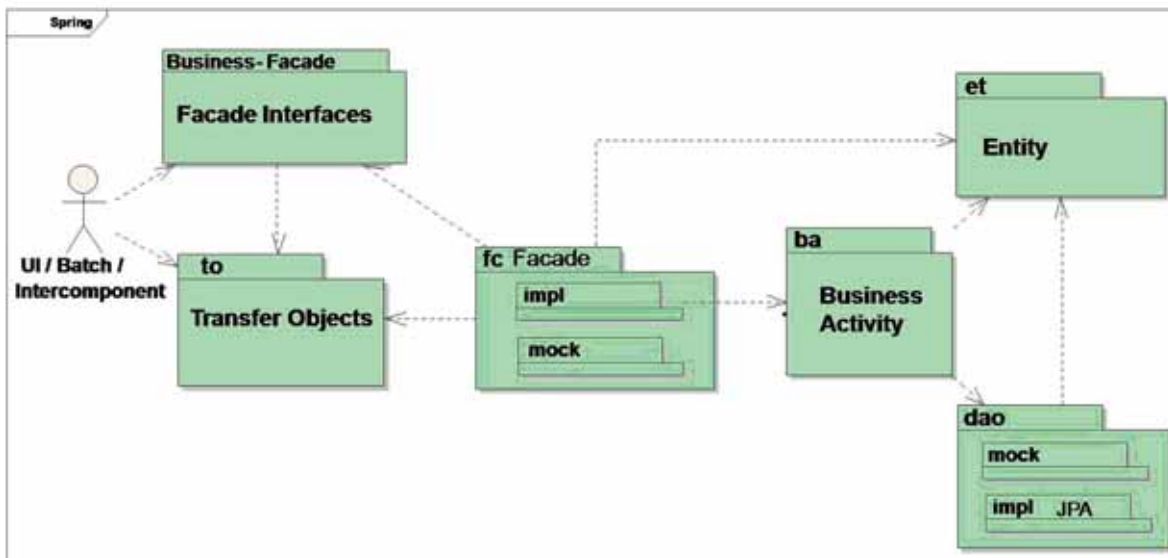 Spring
Business-Facade
Facade Interfaces
UI / Batch /
Intercomponent
to
Transfer Objects
fc Facade
impl
mock
ba
Business
Activity
et
Entity
dao
mock
impl JPA